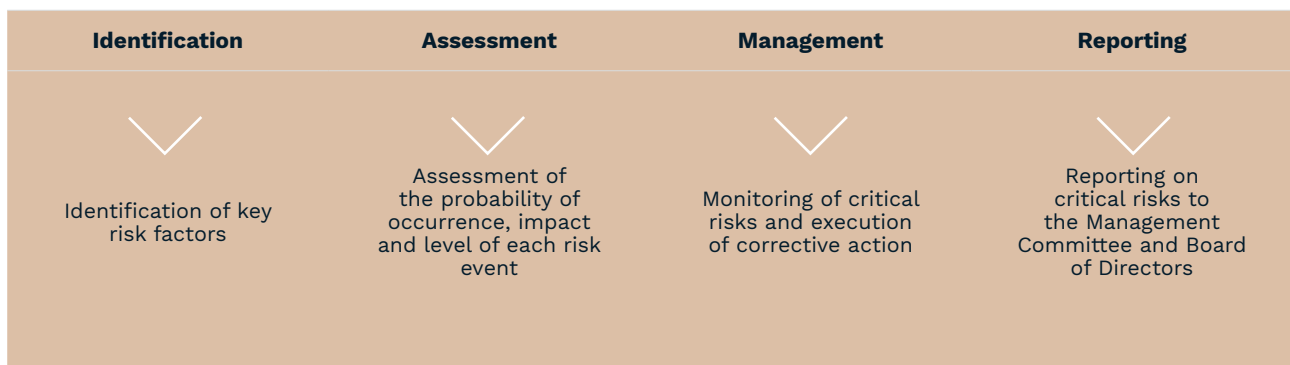 Identification
Assessment
Management
Reporting
Identification of key
risk factors
Assessment of
the probability of
occurrence, impact
and level of each risk
event
Monitoring of critical
risks and execution
of corrective action
Reporting on
critical risks to
the Management
Committee and Board
of Directors